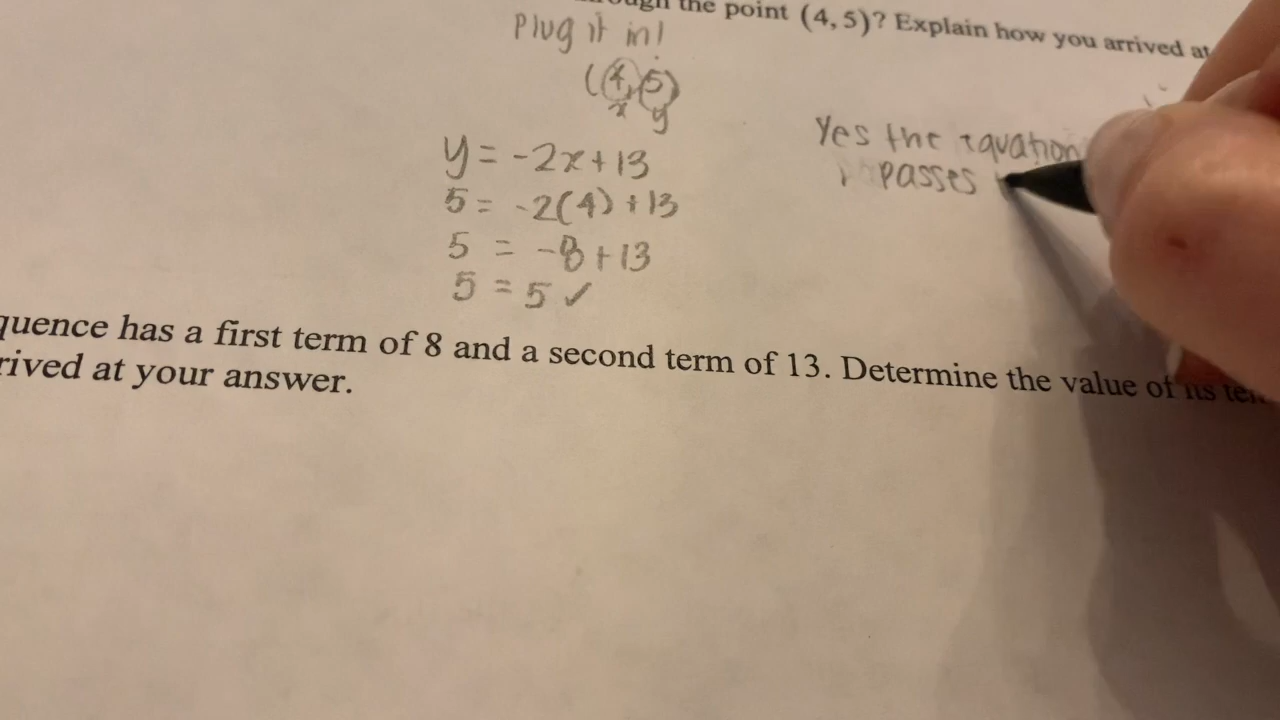 the point (4, 5)? Explain how you arrived at
Plug it in!
(4,5)
x y
y = -2x+13
5 = -2(4) + 13
5 = -8+13
5 = 5 ✓
Yes the equation
passes
quence has a first term of 8 and a second term of 13. Determine the value of its
rived at your answer.